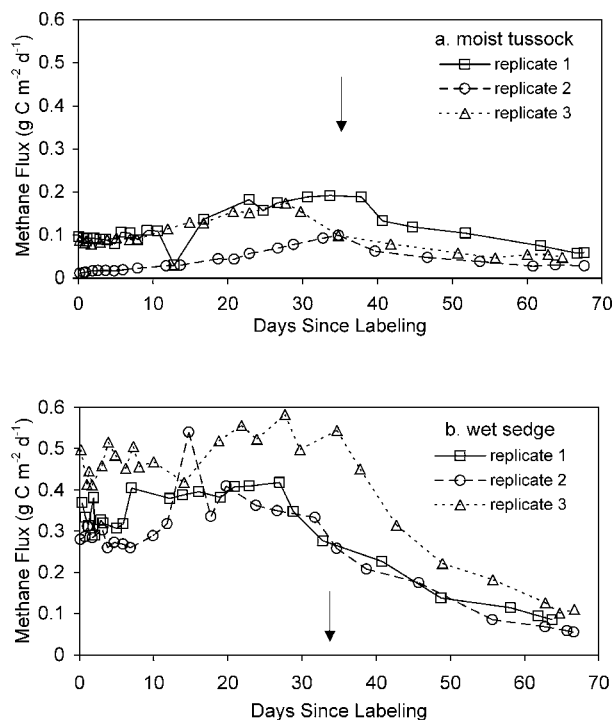 a. moist tussock
replicate 1
replicate 2
replicate 3
Methane Flux (g C m⁻² d⁻¹)
0.6
0.5
0.4
0.3
0.2
0.1
0
0 10 20 30 40 50 60 70
Days Since Labeling
b. wet sedge
replicate 1
replicate 2
replicate 3
Methane Flux (g C m⁻² d⁻¹)
0.6
0.5
0.4
0.3
0.2
0.1
0
0 10 20 30 40 50 60 70
Days Since Labeling